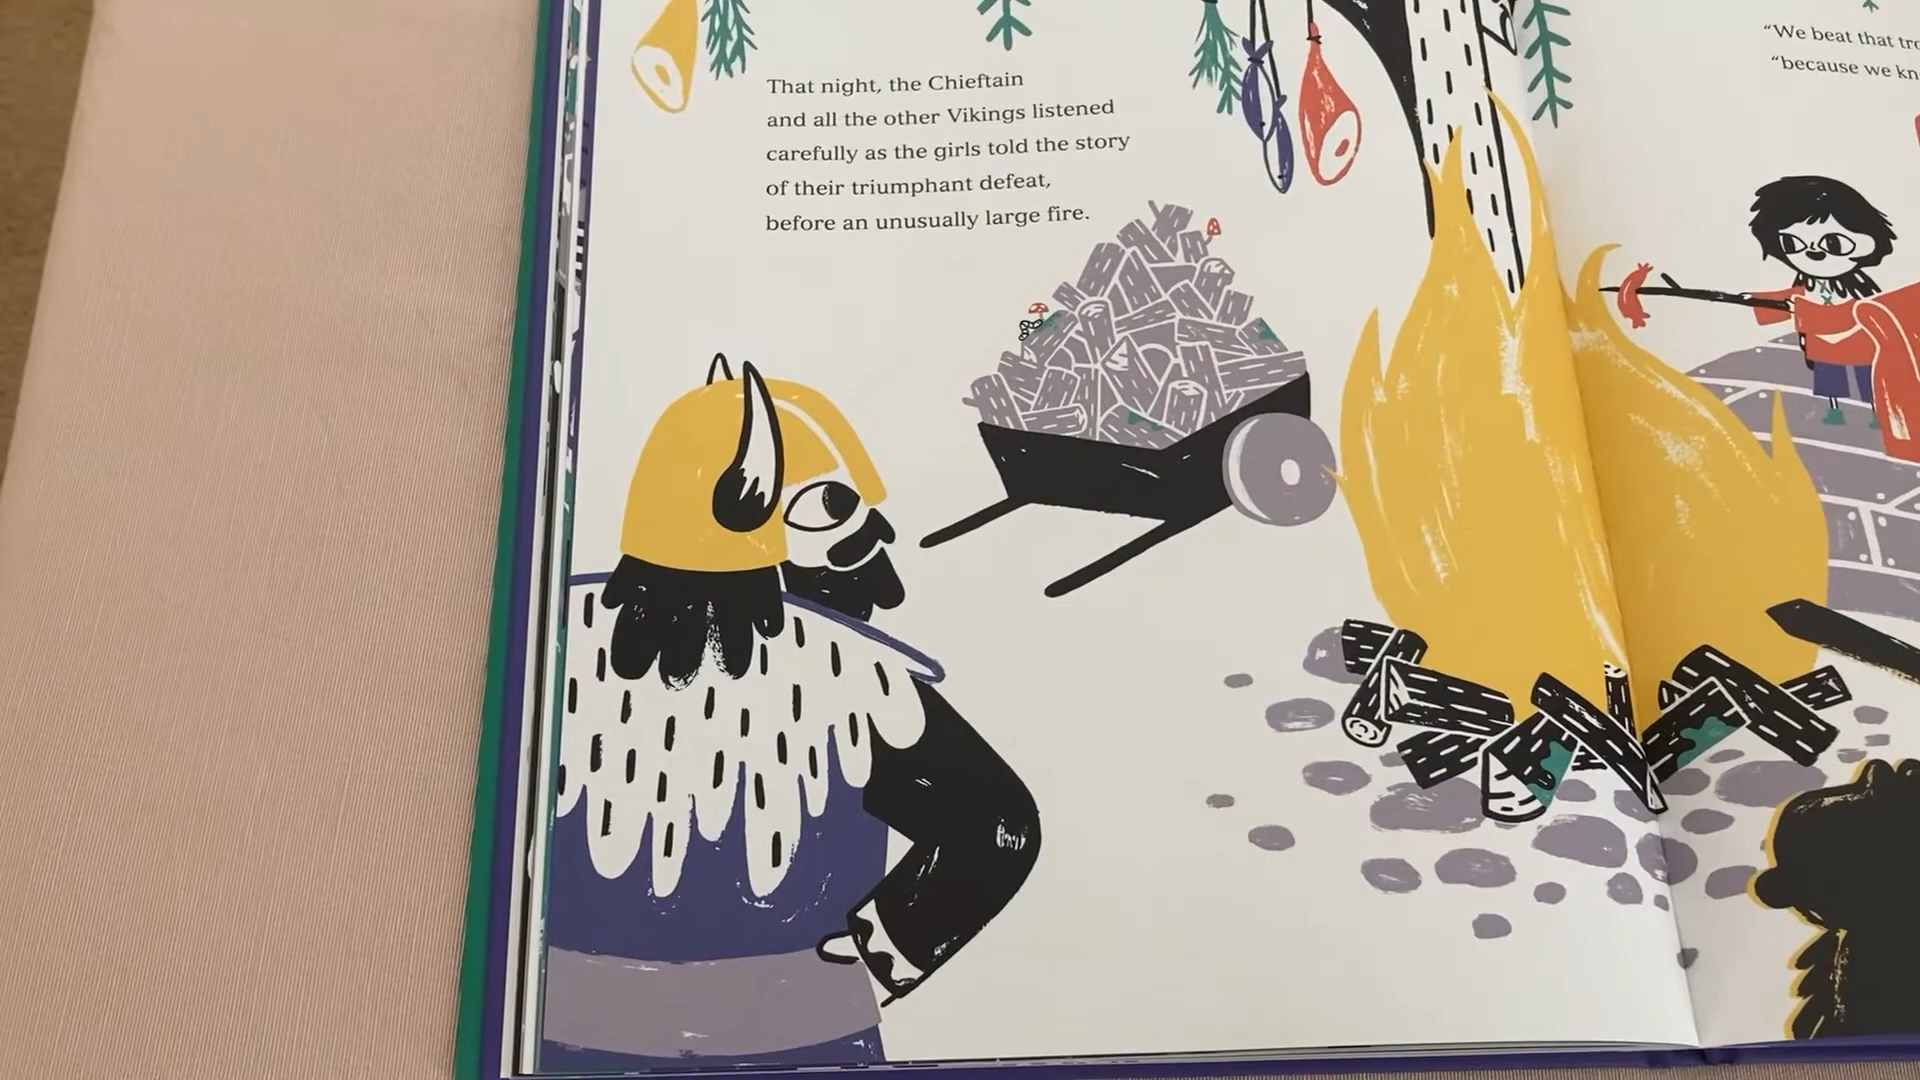 That night, the Chieftain
and all the other Vikings listened
carefully as the girls told the story
of their triumphant defeat,
before an unusually large fire.
“We beat that
“because we